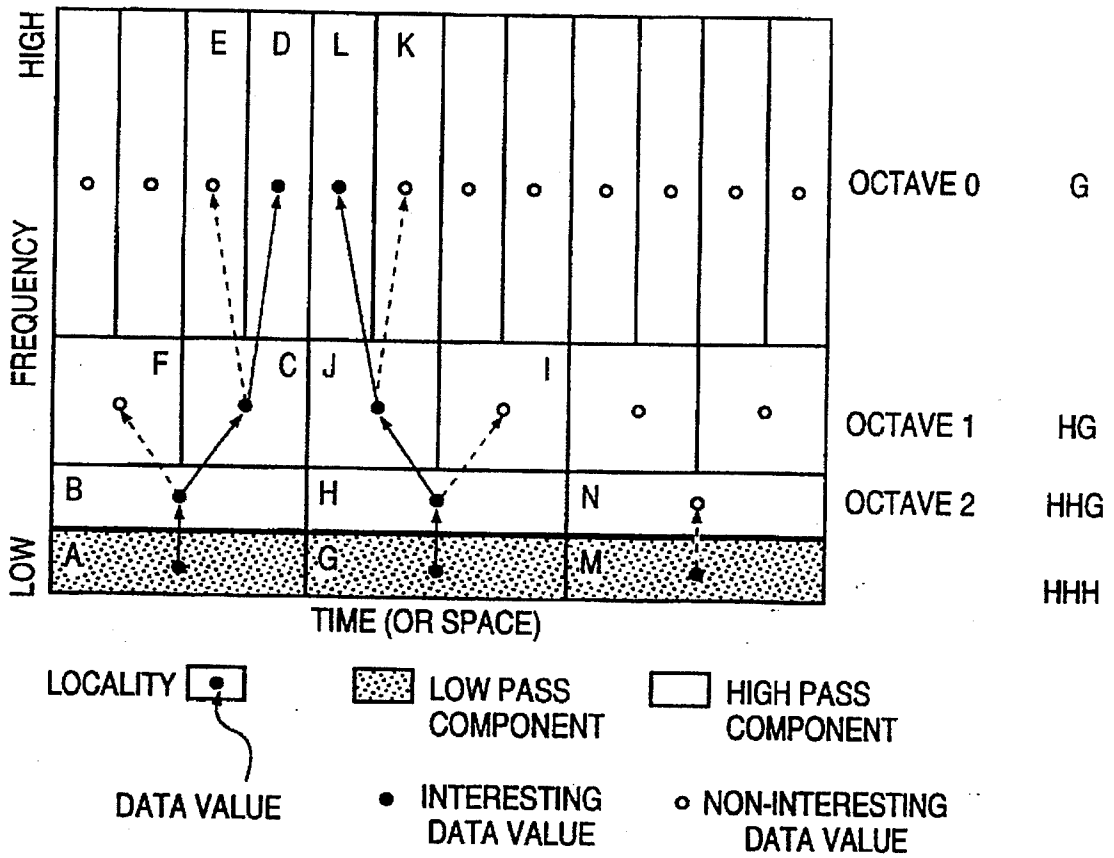 HIGH
FREQUENCY
LOW
E D L K
OCTAVE 0 G
F C J I
OCTAVE 1 HG
B H N
OCTAVE 2 HHG
A G M
HHH
TIME (OR SPACE)
LOCALITY
LOW PASS
COMPONENT
HIGH PASS
COMPONENT
DATA VALUE
INTERESTING
DATA VALUE
NON-INTERESTING
DATA VALUE